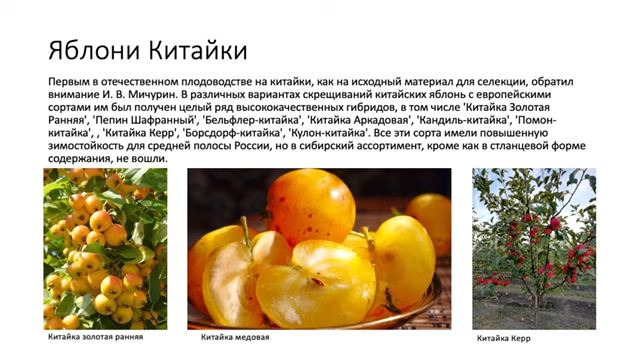 Яблони Китайки
Первым в отечественном плодоводстве на китайки, как на исходный материал для селекции, обратил
внимание И. В. Мичурин. В различных вариантах скрещиваний китайских яблонь с европейскими
сортами им был получен целый ряд высококачественных гибридов, в том числе 'Китайка Золотая
Ранняя', 'Пепин Шафранный', 'Бельфлер-китайка', 'Китайка Аркадовая', 'Кандиль-китайка', 'Помон-
китайка', , 'Китайка Керр', 'Борсдорф-китайка', 'Кулон-китайка'. Все эти сорта имели повышенную
зимостойкость для средней полосы России, но в сибирский ассортимент, кроме как в стланцевой форме
содержания, не вошли.
Китайка золотая ранняя
Китайка медовая
Китайка Керр